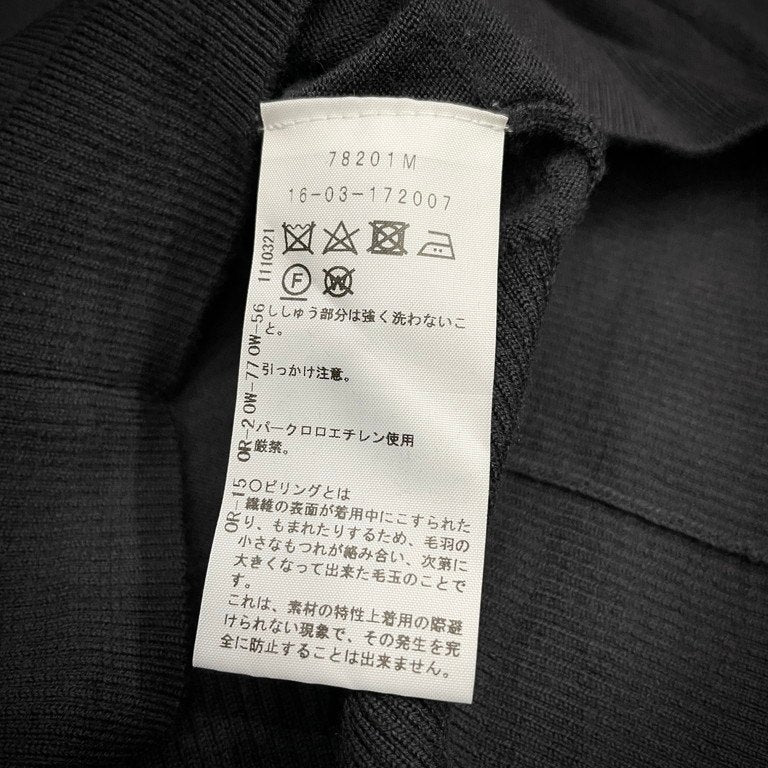 78201M
16-03-172007
F
W
ししゅう部分は強く洗わないこ
と。
引っかけ注意。
パークロロエチレン使用
厳禁。
〇ピリングとは
繊維の表面が着用中にこすられた
り、もまれたりするため、毛羽の
小さなもつれが絡み合い、次第に
大きくなって出来た毛玉のことで
す。
これは、素材の特性上着用の際避
けられない現象で、その発生を完
全に防止することは出来ません。
OR-15 OR-2 OW-77 OW-56 1110321